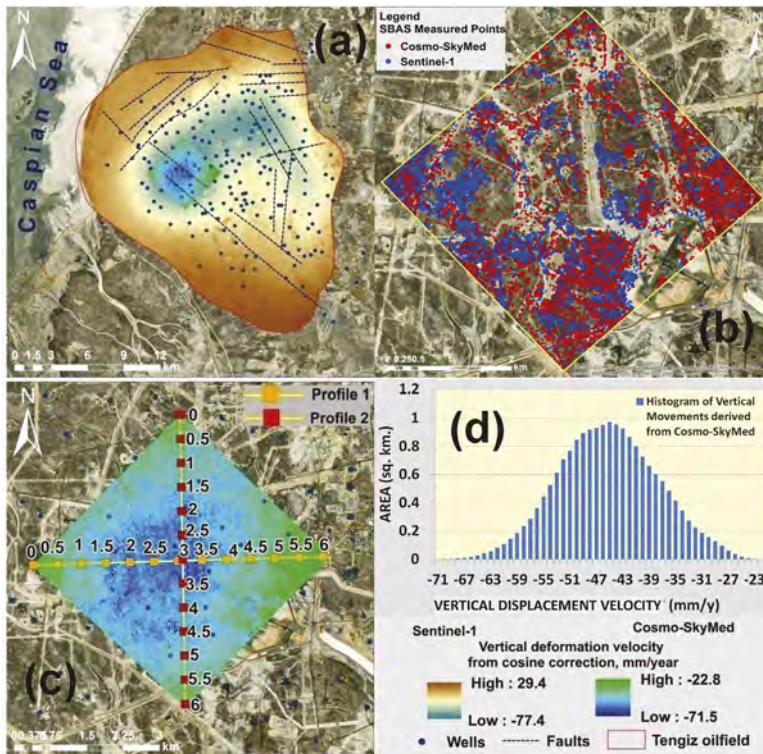 N
(a)
Caspian Sea
0 1.5 3 6 9 12
km
Legend
SBAS Measured Points
Cosmo-SkyMed
Sentinel-1
(b)
km
N
Profile 1
Profile 2
0
0.5
1
1.5
2
2.5
0 0.5 1 1.5 2 2.5 3 3.5 4 4.5 5 5.5 6
3.5
4
4.5
5
5.5
6
(c)
km
(d)
Histogram of Vertical
Movements derived
from Cosmo-SkyMed
AREA (sq. km.)
1.2
1
0.8
0.6
0.4
0.2
0
-71 -67 -63 -59 -55 -51 -47 -43 -39 -35 -31 -27 -23
VERTICAL DISPLACEMENT VELOCITY (mm/y)
Sentinel-1 Cosmo-SkyMed
Vertical deformation velocity
from cosine correction, mm/year
High : 29.4 High : -22.8
Low : -77.4 Low : -71.5
Wells Faults Tengiz oilfield